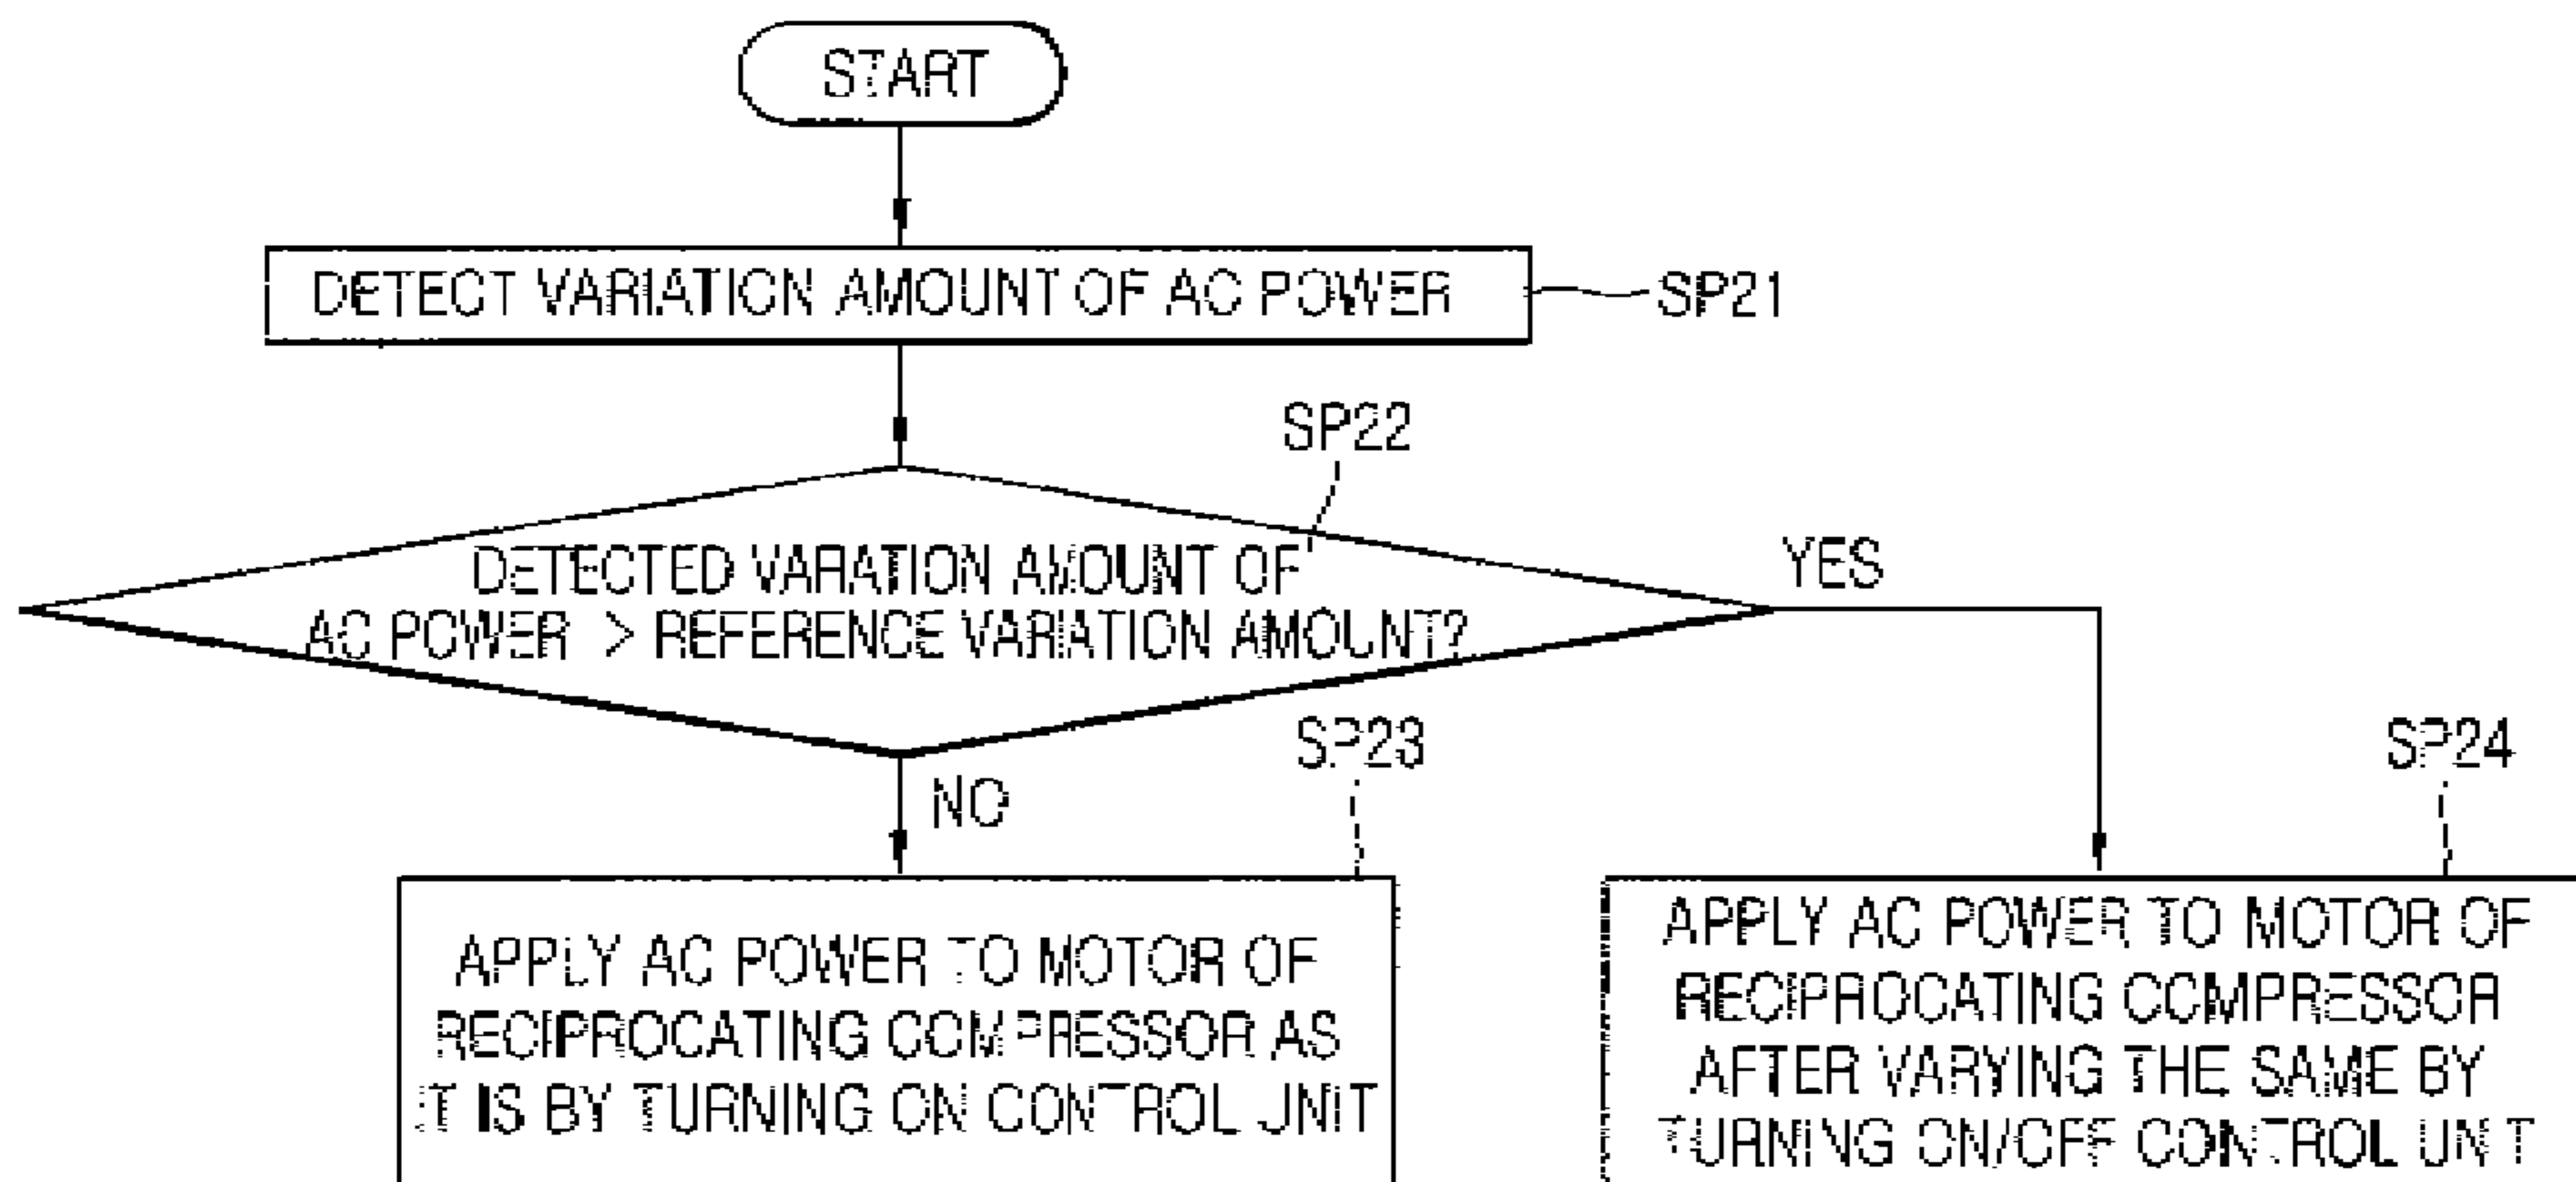 START
DETECT VARIATION AMOUNT OF AC POWER
SP21
SP22
DETECTED VARATION AMOUNT OF
AC POWER > REFERENCE VARIATION AMOUNT?
YES
NO
SP23
APPLY AC POWER TO MOTOR OF
RECIPROCATING COMPRESSOR AS
IT IS BY TURNING ON CONTROL UNIT
SP24
APPLY AC POWER TO MOTOR OF
RECIPROCATING COMPRESSOR
AFTER VARYING THE SAME BY
TURNING ON/OFF CONTROL UNIT